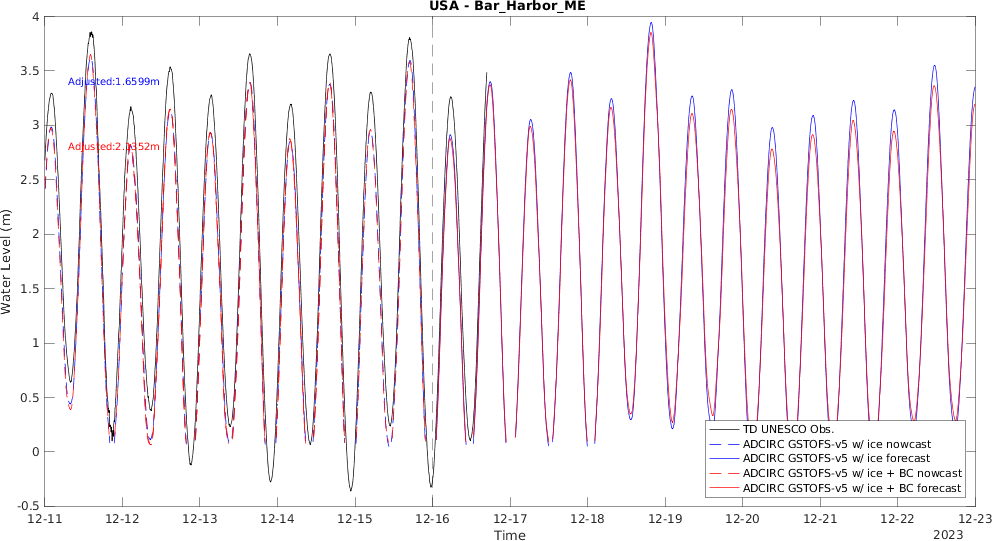 USA - Bar_Harbor_ME
4
3.5
3
2.5
2
1.5
1
0.5
0
-0.5
Water Level (m)
Adjusted:1.6599m
TD UNESCO Obs.
ADCIRC GSTOFS-v5 w/ ice nowcast
ADCIRC GSTOFS-v5 w/ ice forecast
ADCIRC GSTOFS-v5 w/ ice + BC nowcast
ADCIRC GSTOFS-v5 w/ ice + BC forecast
12-11 12-12 12-13 12-14 12-15 12-16 12-17 12-18 12-19 12-20 12-21 12-22 12-23
Time
2023